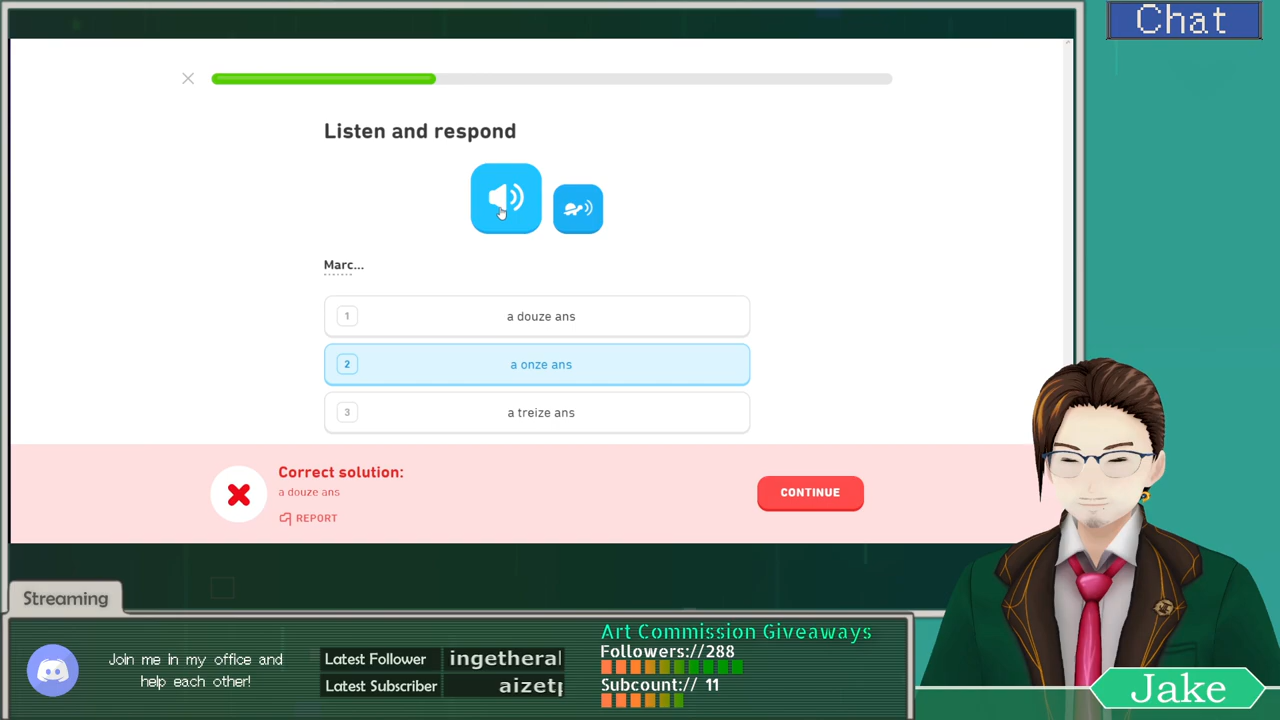 Chat
Listen and respond
Marc...
1 a douze ans
2 a onze ans
3 a treize ans
Correct solution:
a douze ans
REPORT
CONTINUE
Streaming
Join me in my office and
help each other!
Latest Follower ingetheral
Latest Subscriber aizetp
Art Commission Giveaways
Followers://288
Subcount:// 11
Jake